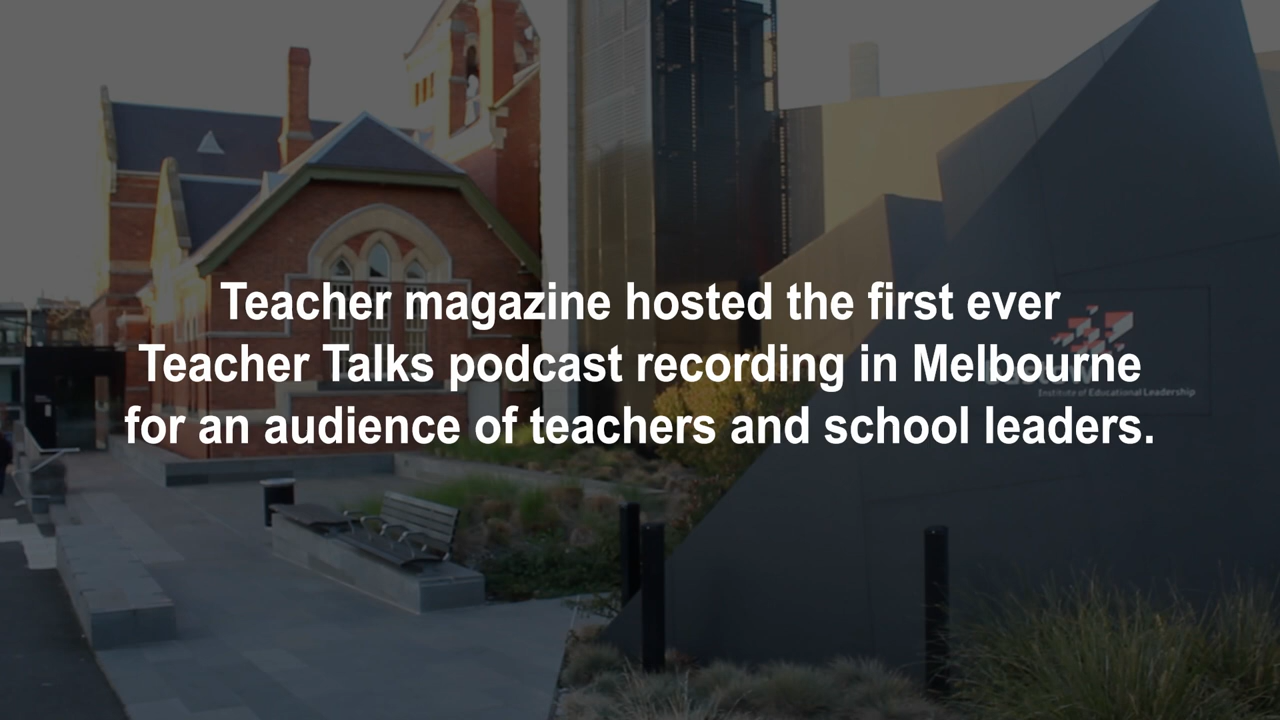 Teacher magazine hosted the first ever
Teacher Talks podcast recording in Melbourne
for an audience of teachers and school leaders.
Institute of Educational Leadership